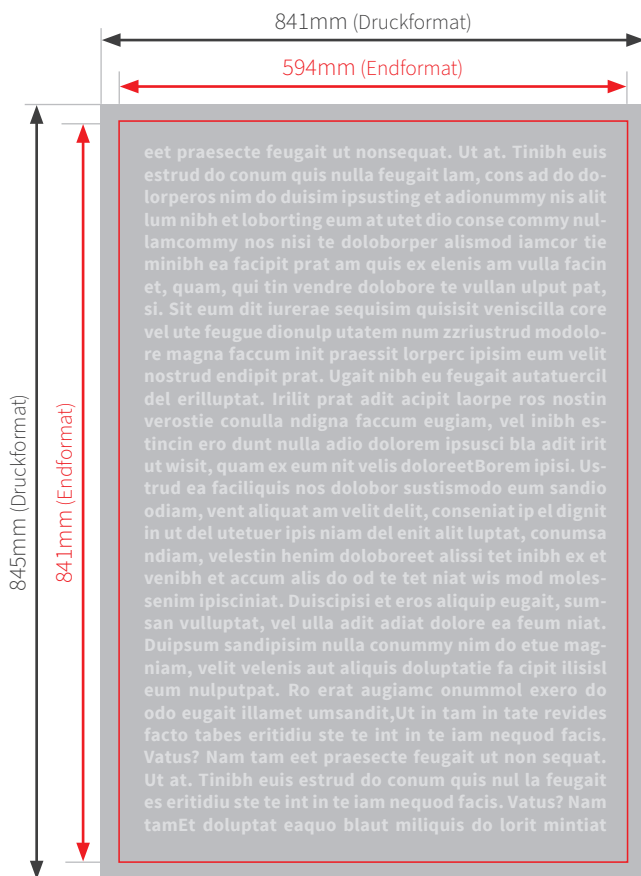 841mm (Druckformat)
594mm (Endformat)
845mm (Druckformat)
841mm (Endformat)
eet praesecte feugait ut nonsequat. Ut at. Tinibh euis
estrud do conum quis nulla feugait lam, cons ad do do-
lorperos nim do duisim ipsusting et adionummy nis alit
lum nibh et loborting eum at utet dio conse commy nul-
lamcommy nos nisi te doloborper alismod iamcor tie
minibh ea facipit prat am quis ex elenis am vulla facin
et, quam, qui tin vendre dolobore te vullan ulput pat,
si. Sit eum dit iurerae sequisim quisisit veniscilla core
vel ute feugue dionulp utatem num zzriustrud modolo-
re magna faccum init praessit lorperc ipisim eum velit
nostrud endipit prat. Ugait nibh eu feugait autatuercil
del erilluptat. Irilit prat adit acipit laorpe ros nostin
verostie conulla ndigna faccum eugiam, vel inibh es-
tincin ero dunt nulla adio dolorem ipsusci bla adit irit
ut wisit, quam ex eum nit velis doloreetBorem ipisi. Us-
trud ea faciliquis nos dolobor sustismodo eum sandio
odiam, vent aliquat am velit delit, conseniat ip el dignit
in ut del utetuer ipis niam del enit alit luptat, conumsa
ndiam, velestin henim doloboreet alissi tet inibh ex et
venibh et accum alis do od te tet niat wis mod moles-
senim ipisciniat. Duiscipisi et eros aliquip eugait, sum-
san vulluptat, vel ulla adit adiat dolore ea feum niat.
Duipsum sandipisim nulla conummy nim do etue mag-
niam, velit velenis aut aliquis doluptatie fa cipit ilisisl
eum nulputpat. Ro erat augiamc onummol exero do
odo eugait illamet umsandit,Ut in tam in tate revides
facto tabes eritidiu ste te int in te iam nequod facis.
Vatus? Nam tam eet praesecte feugait ut non sequat.
Ut at. Tinibh euis estrud do conum quis nul la feugait
es eritidiu ste te int in te iam nequod facis. Vatus? Nam
tamEt doluptat eaquo blaut miliquis do lorit mintiat